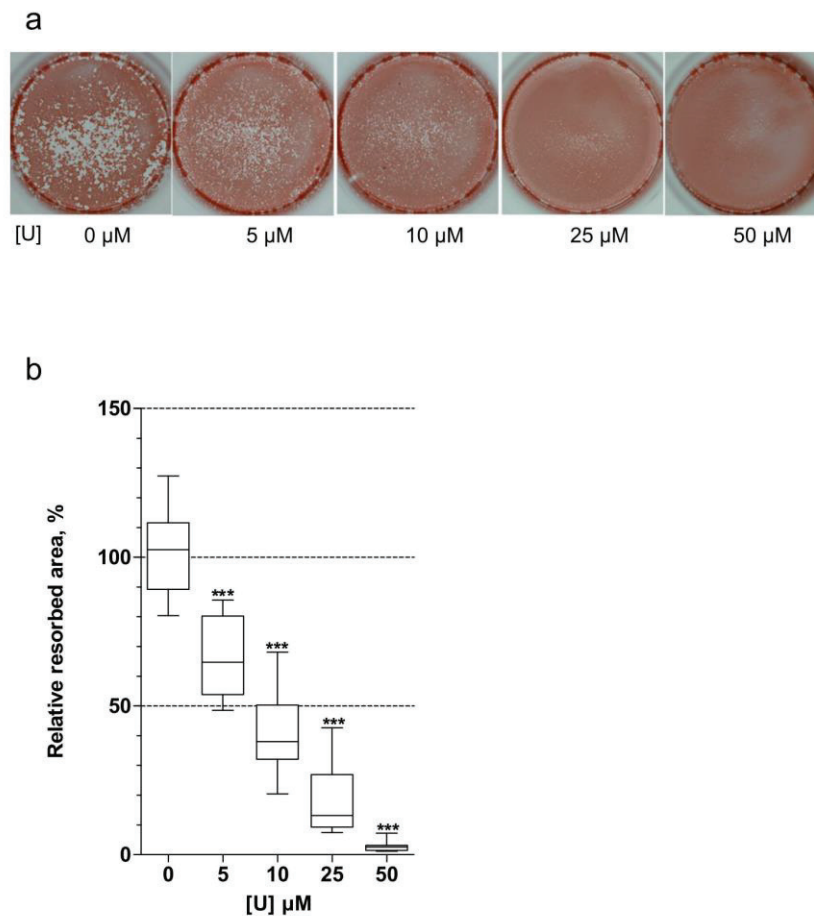 a
[U] 0 µM 5 µM 10 µM 25 µM 50 µM
b
150
100
50
0
Relative resorbed area, %
***
***
***
***
0 5 10 25 50
[U] µM